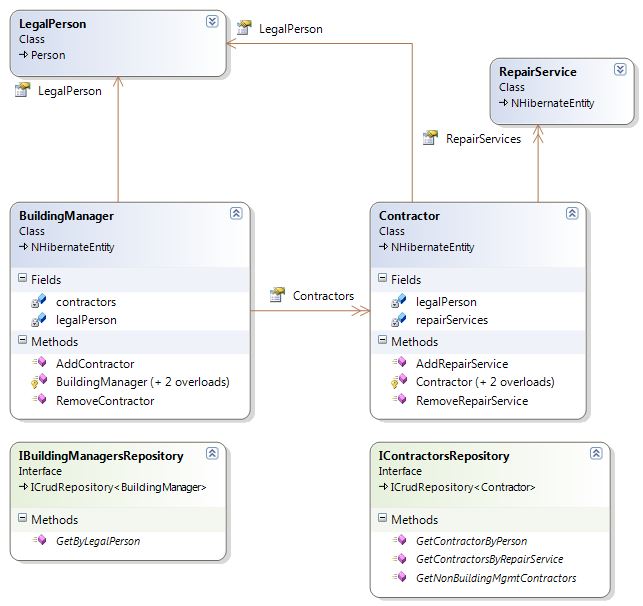 LegalPerson
Class
Person
LegalPerson
LegalPerson
RepairService
Class
NHibernateEntity
RepairServices
BuildingManager
Class
NHibernateEntity
Fields
contractors
legalPerson
Methods
AddContractor
BuildingManager (+ 2 overloads)
RemoveContractor
Contractors
Contractor
Class
NHibernateEntity
Fields
legalPerson
repairServices
Methods
AddRepairService
Contractor (+ 2 overloads)
RemoveRepairService
IBuildingManagersRepository
Interface
ICrudRepository<BuildingManager>
Methods
GetByLegalPerson
IContractorsRepository
Interface
ICrudRepository<Contractor>
Methods
GetContractorByPerson
GetContractorsByRepairService
GetNonBuildingMgmtContractors